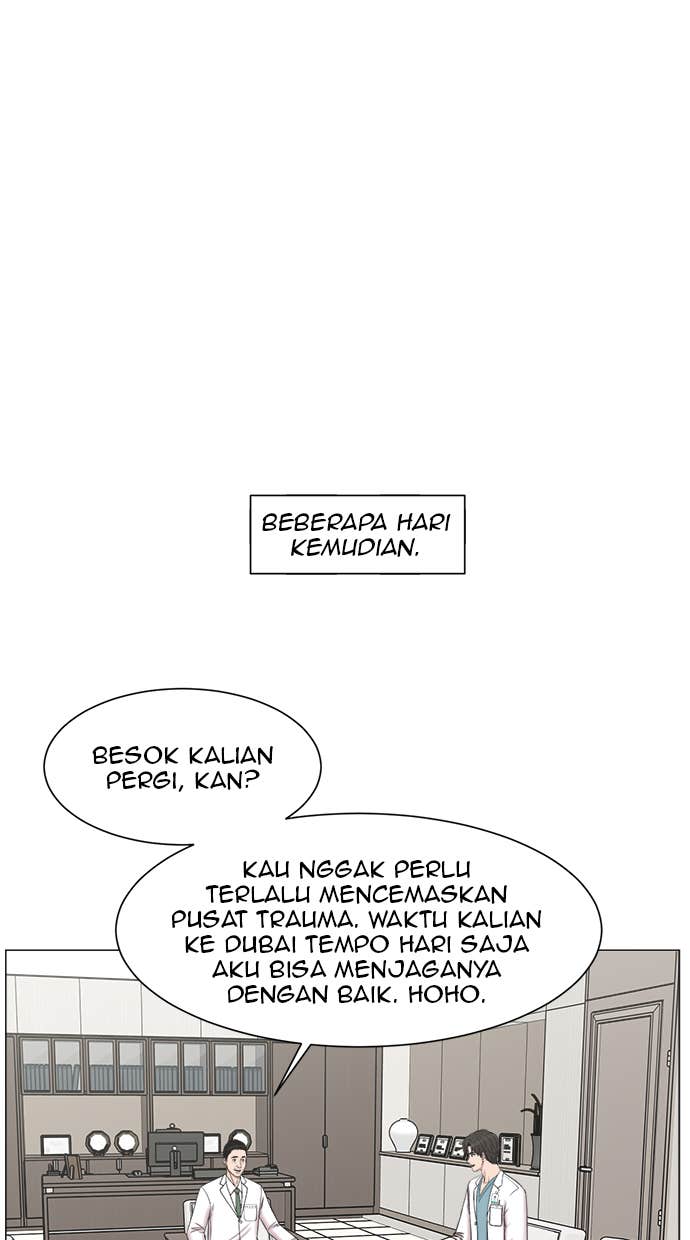 BEBERAPA HARI
KEMUDIAN.
BESOK KALIAN
PERGI, KAN?
KAU NGGAK PERLU
TERLALU MENCEMASKAN
PUSAT TRAUMA. WAKTU KALIAN
KE DUBAI TEMPO HARI SAJA
AKU BISA MENJAGANYA
DENGAN BAIK. HOHO.